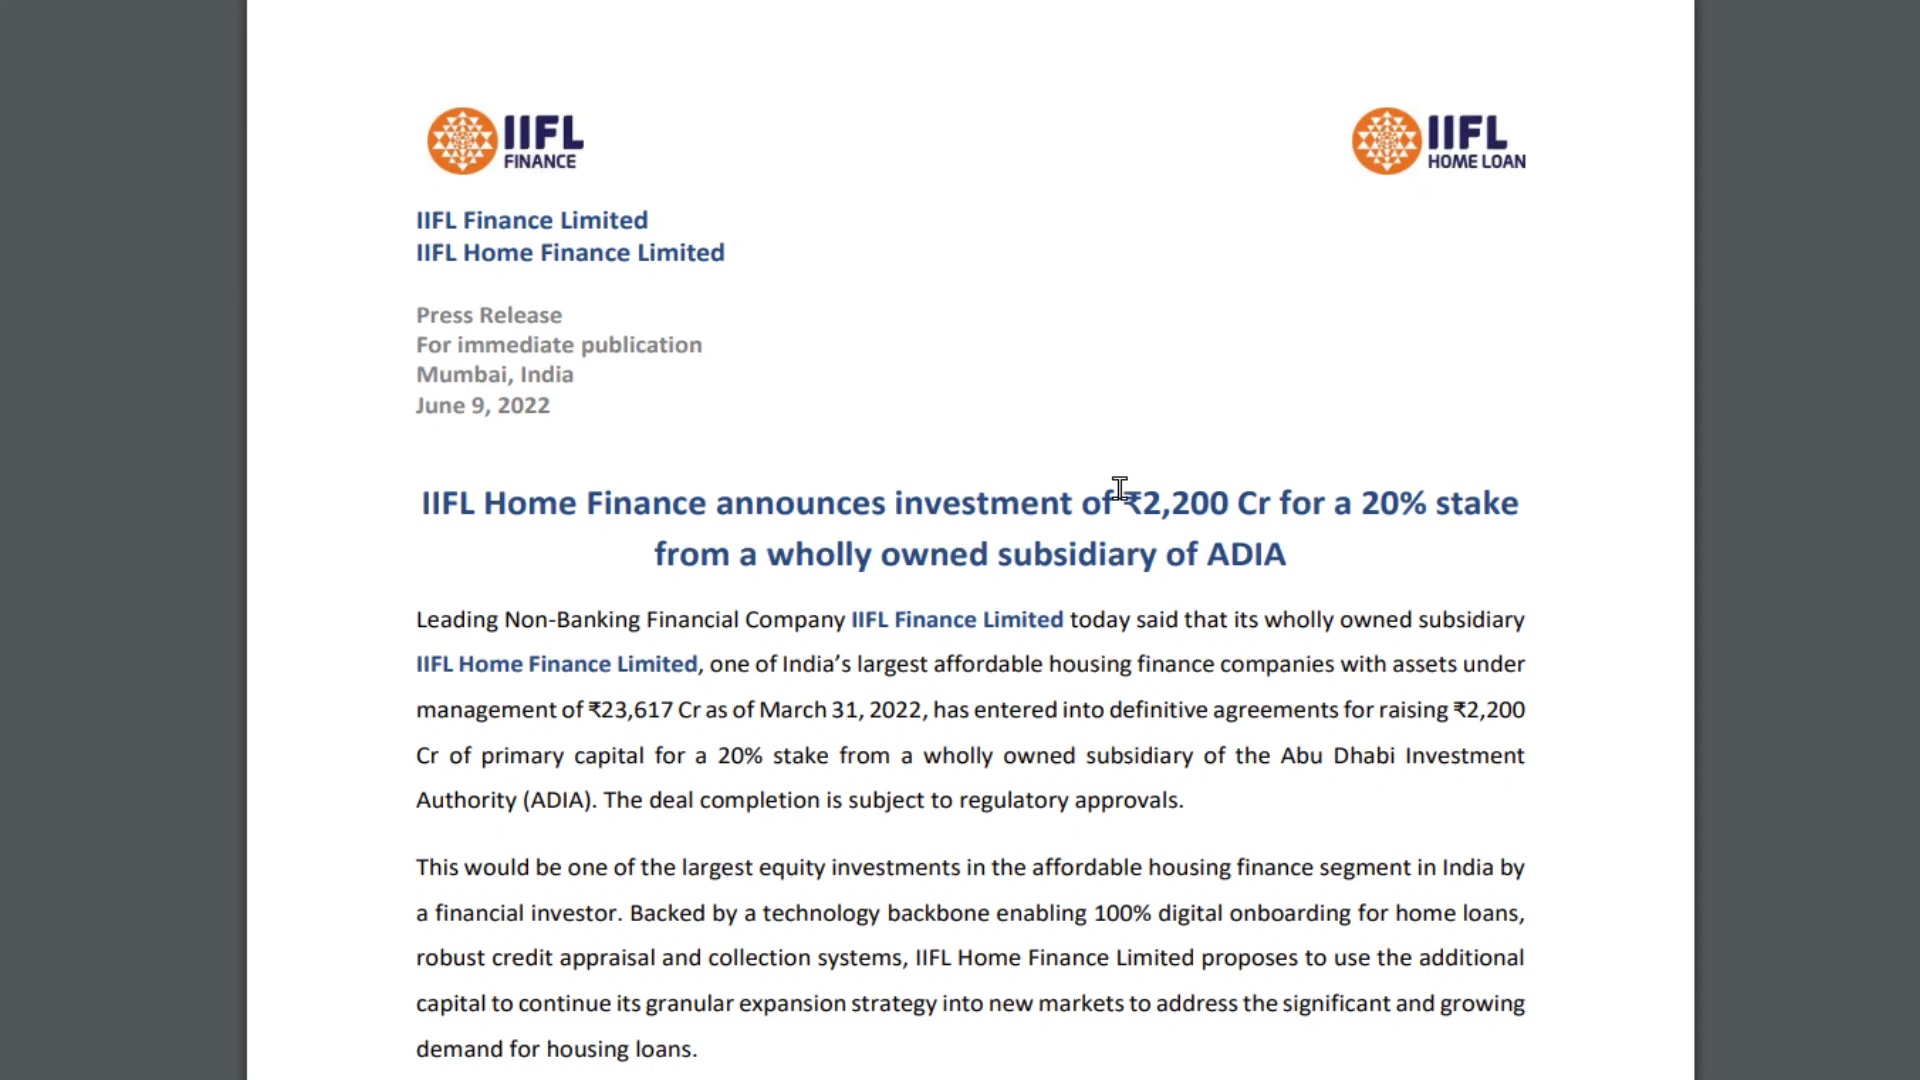 IIFL
FINANCE
IIFL
HOME LOAN
IIFL Finance Limited
IIFL Home Finance Limited
Press Release
For immediate publication
Mumbai, India
June 9, 2022
IIFL Home Finance announces investment of ₹2,200 Cr for a 20% stake
from a wholly owned subsidiary of ADIA
Leading Non-Banking Financial Company IIFL Finance Limited today said that its wholly owned subsidiary
IIFL Home Finance Limited, one of India’s largest affordable housing finance companies with assets under
management of ₹23,617 Cr as of March 31, 2022, has entered into definitive agreements for raising ₹2,200
Cr of primary capital for a 20% stake from a wholly owned subsidiary of the Abu Dhabi Investment
Authority (ADIA). The deal completion is subject to regulatory approvals.
This would be one of the largest equity investments in the affordable housing finance segment in India by
a financial investor. Backed by a technology backbone enabling 100% digital onboarding for home loans,
robust credit appraisal and collection systems, IIFL Home Finance Limited proposes to use the additional
capital to continue its granular expansion strategy into new markets to address the significant and growing
demand for housing loans.